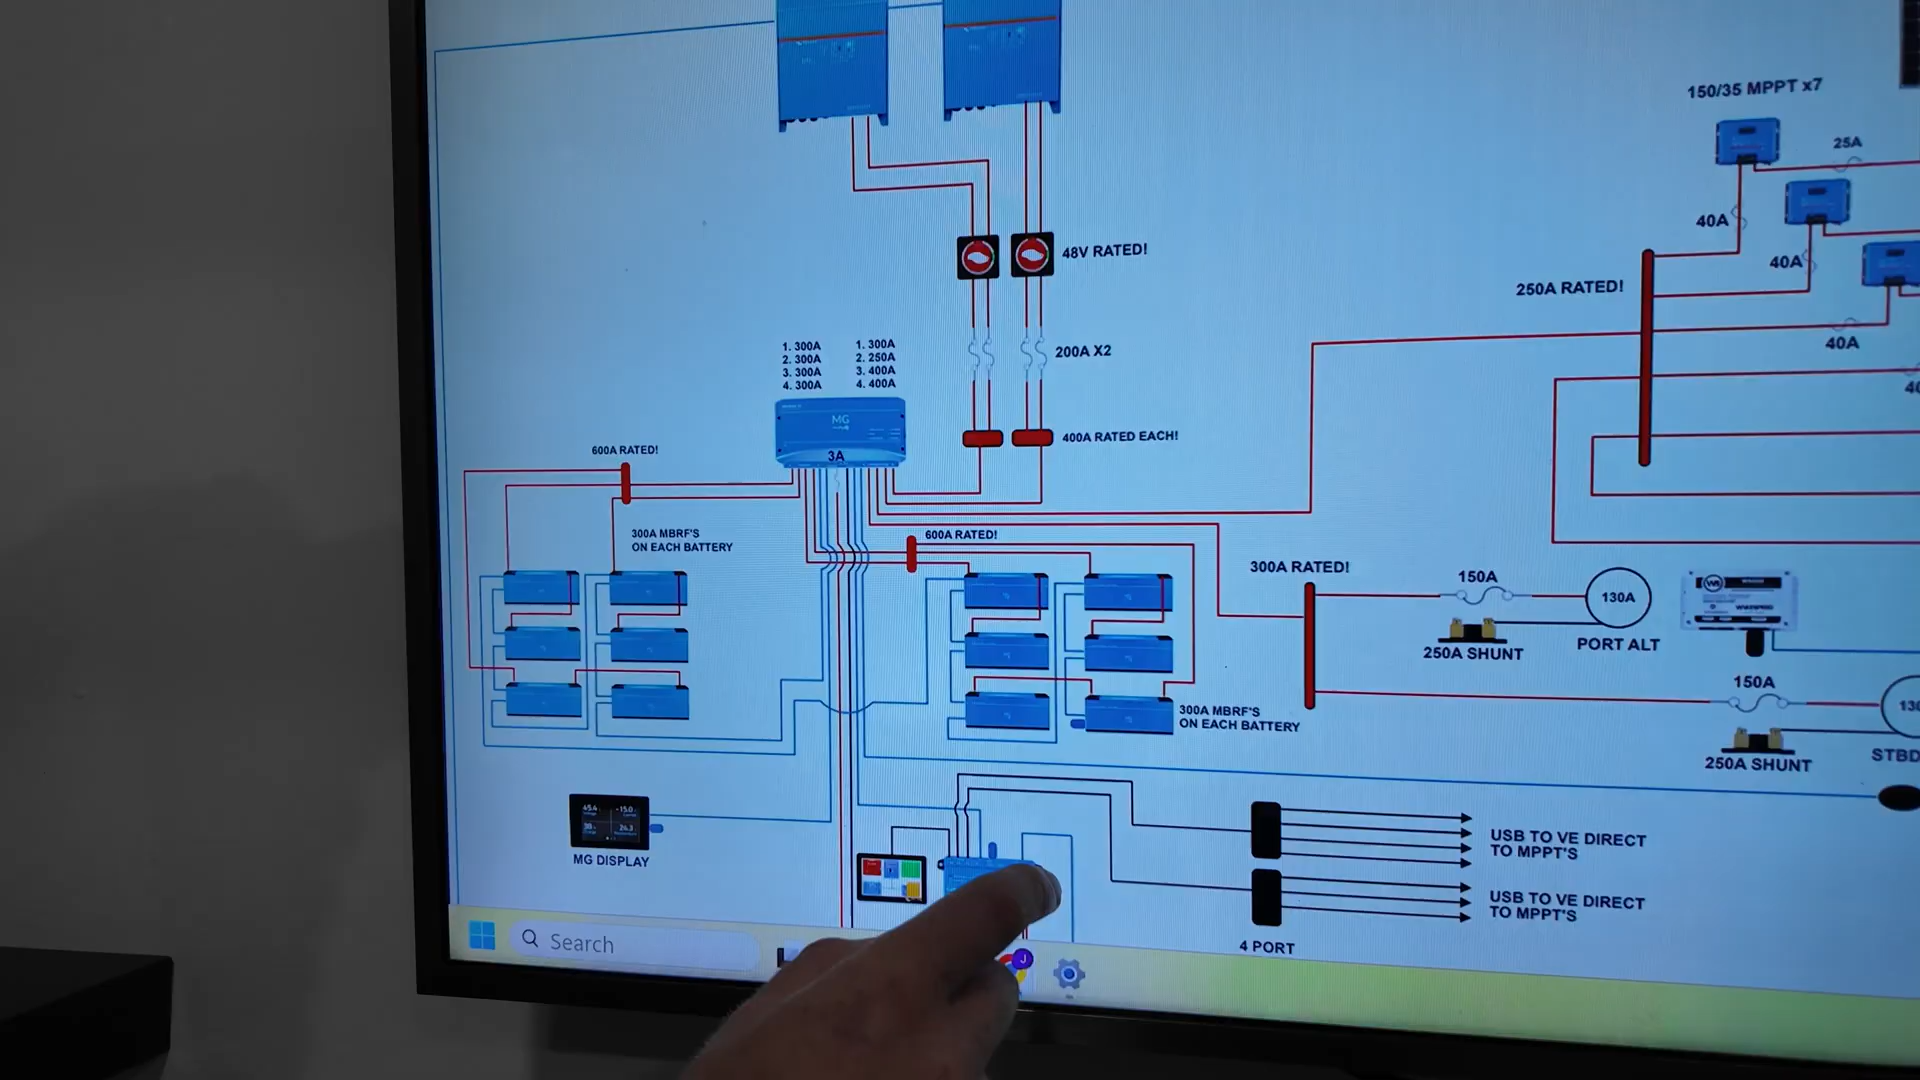 150/35 MPPT x7
25A
40A
48V RATED!
40A
250A RATED!
40A
1. 300A
2. 300A
3. 300A
4. 300A
1. 300A
2. 250A
3. 400A
4. 400A
200A X2
MG
3A
600A RATED!
400A RATED EACH!
300A MBRF'S
ON EACH BATTERY
600A RATED!
300A RATED!
150A
130A
250A SHUNT
PORT ALT
150A
300A MBRF'S
ON EACH BATTERY
250A SHUNT
STBD
MG DISPLAY
USB TO VE DIRECT
TO MPPT'S
USB TO VE DIRECT
TO MPPT'S
4 PORT
Search
J